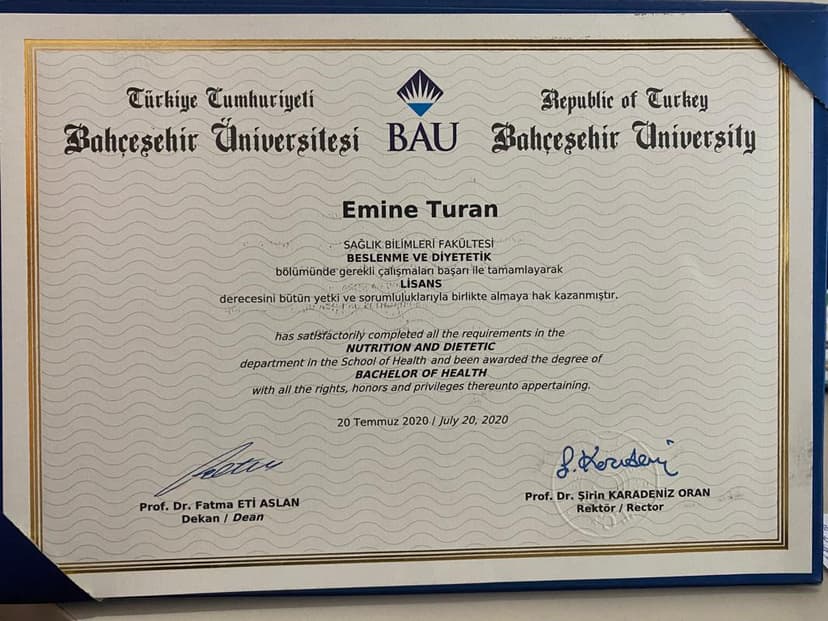 Türkiye Cumhuriyeti
Bahçeşehir Üniversitesi
BAU
Republic of Turkey
Bahçeşehir University
Emine Turan
SAĞLIK BİLİMLERİ FAKÜLTESİ
BESLENME VE DİYETETİK
bölümünde gerekli çalışmaları başarı ile tamamlayarak
LİSANS
derecesini bütün yetki ve sorumluluklarıyla birlikte almaya hak kazanmıştır.
has satisfactorily completed all the requirements in the
NUTRITION AND DIETETIC
department in the School of Health and been awarded the degree of
BACHELOR OF HEALTH
with all the rights, honors and privileges thereunto appertaining.
20 Temmuz 2020 / July 20, 2020
Prof. Dr. Fatma ETİ ASLAN
Dekan / Dean
Prof. Dr. Şirin KARADENİZ ORAN
Rektör / Rector